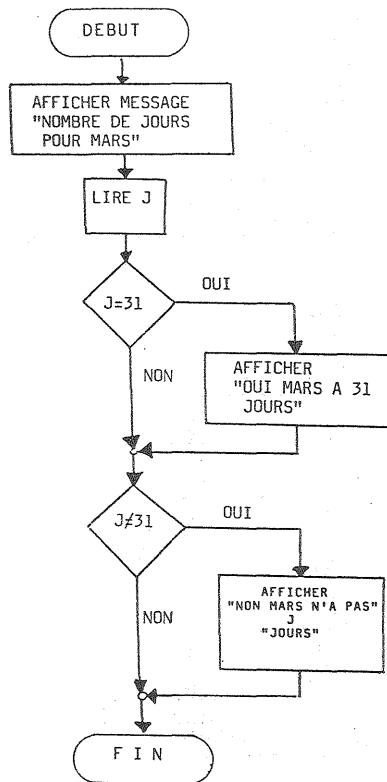 DEBUT
AFFICHER MESSAGE
"NOMBRE DE JOURS
POUR MARS"
LIRE J
J=31
OUI
NON
AFFICHER
"OUI MARS A 31
JOURS"
J≠31
OUI
NON
AFFICHER
"NON MARS N'A PAS"
J
"JOURS"
FIN